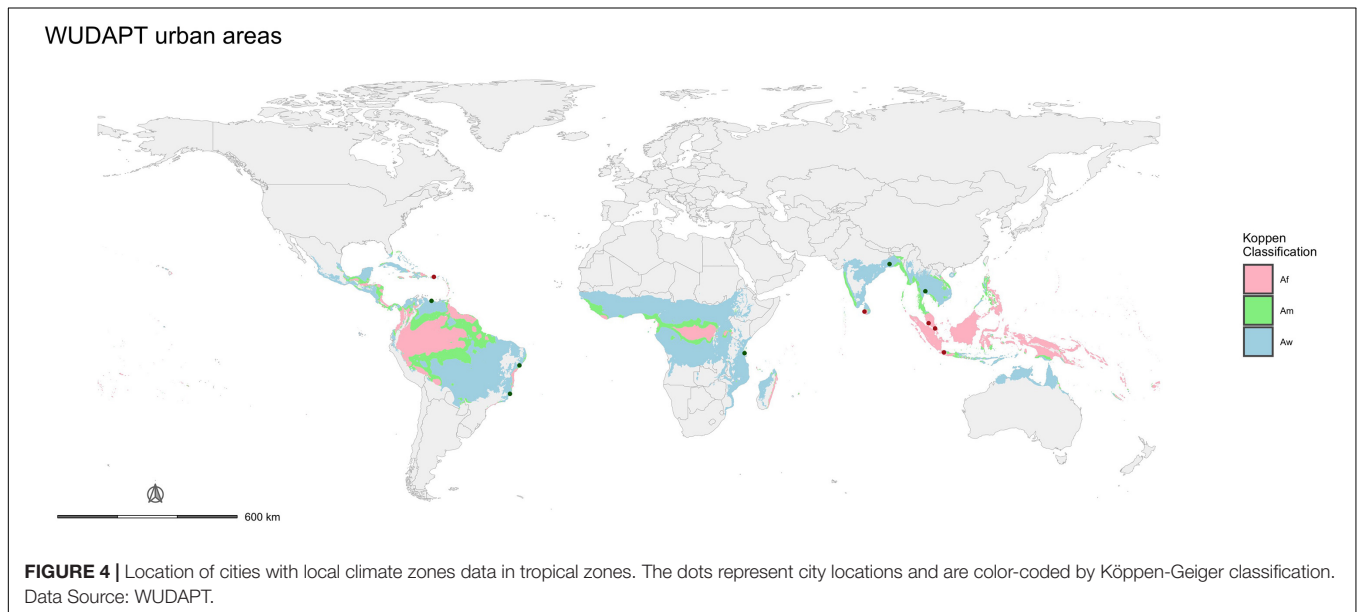 WUDAPT urban areas
Koppen
Classification
Af
Am
Aw
600 km
FIGURE 4 | Location of cities with local climate zones data in tropical zones. The dots represent city locations and are color-coded by Köppen-Geiger classification.
Data Source: WUDAPT.